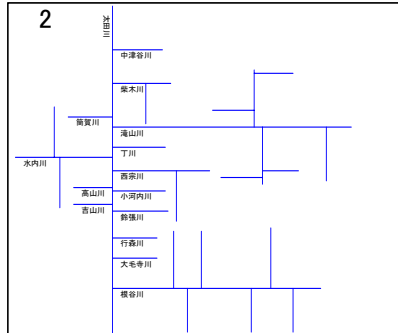 2
太田川
中津谷川
柴木川
筒賀川
滝山川
丁川
水内川
西宗川
高山川
小河内川
吉山川
鈴張川
行森川
大毛寺川
根谷川